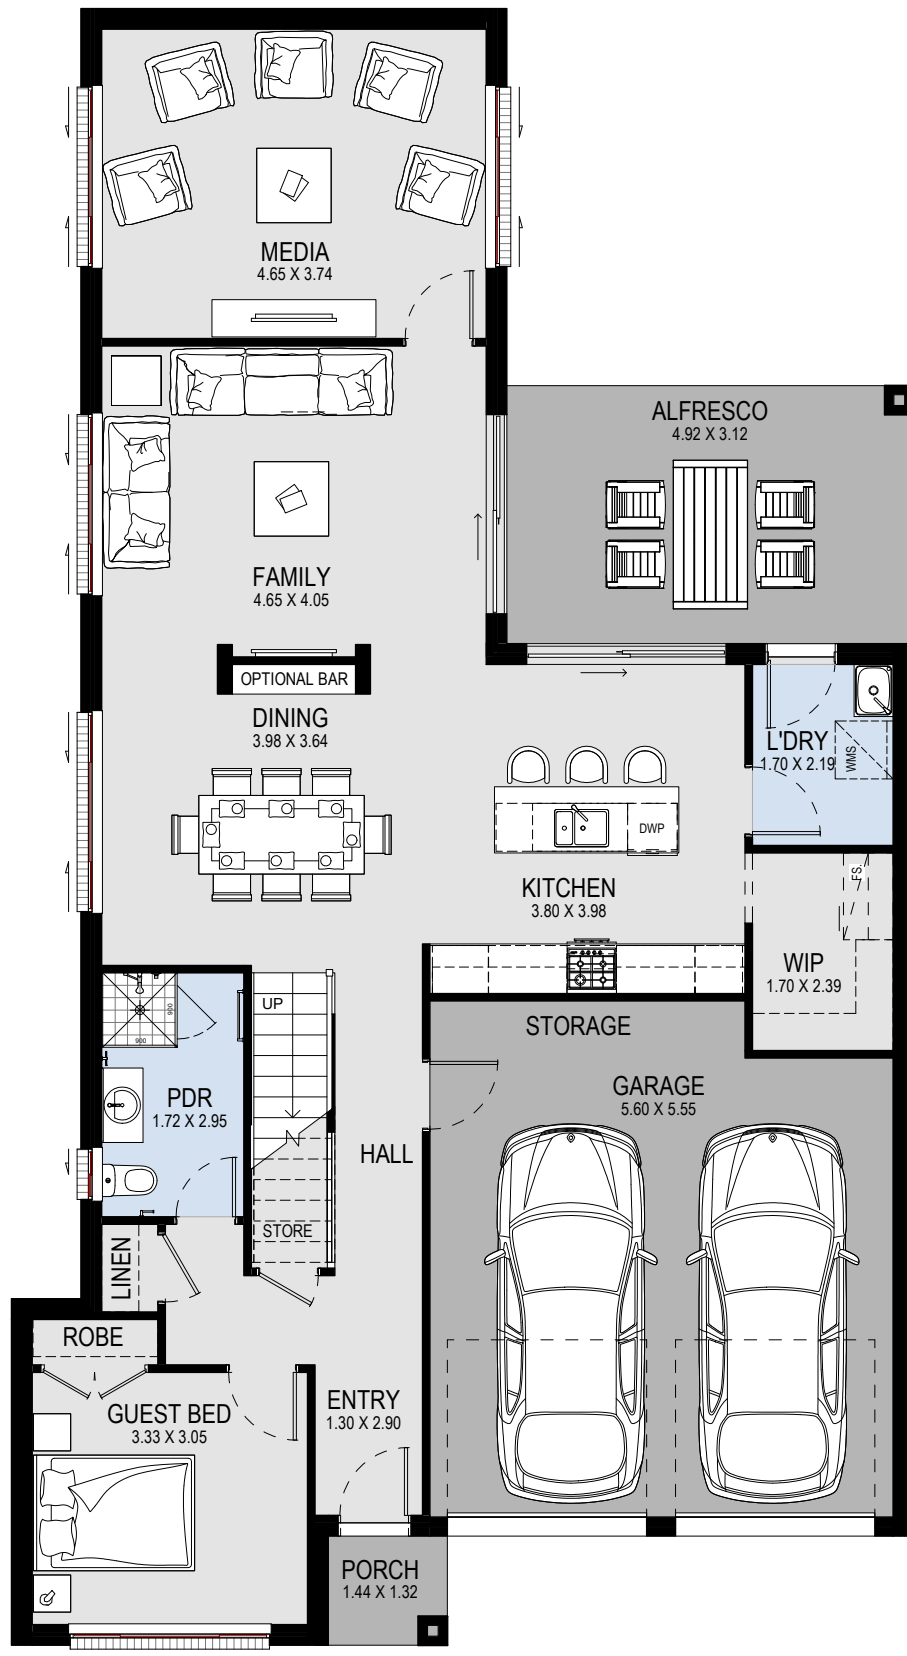 MEDIA
4.65 X 3.74
ALFRESCO
4.92 X 3.12
FAMILY
4.65 X 4.05
OPTIONAL BAR
DINING
3.98 X 3.64
L'DRY
1.70 X 2.19
WMS
DWP
KITCHEN
3.80 X 3.98
FS.
WIP
1.70 X 2.39
UP
900
900
STORAGE
PDR
1.72 X 2.95
GARAGE
5.60 X 5.55
HALL
STORE
LINEN
ROBE
GUEST BED
3.33 X 3.05
ENTRY
1.30 X 2.90
PORCH
1.44 X 1.32